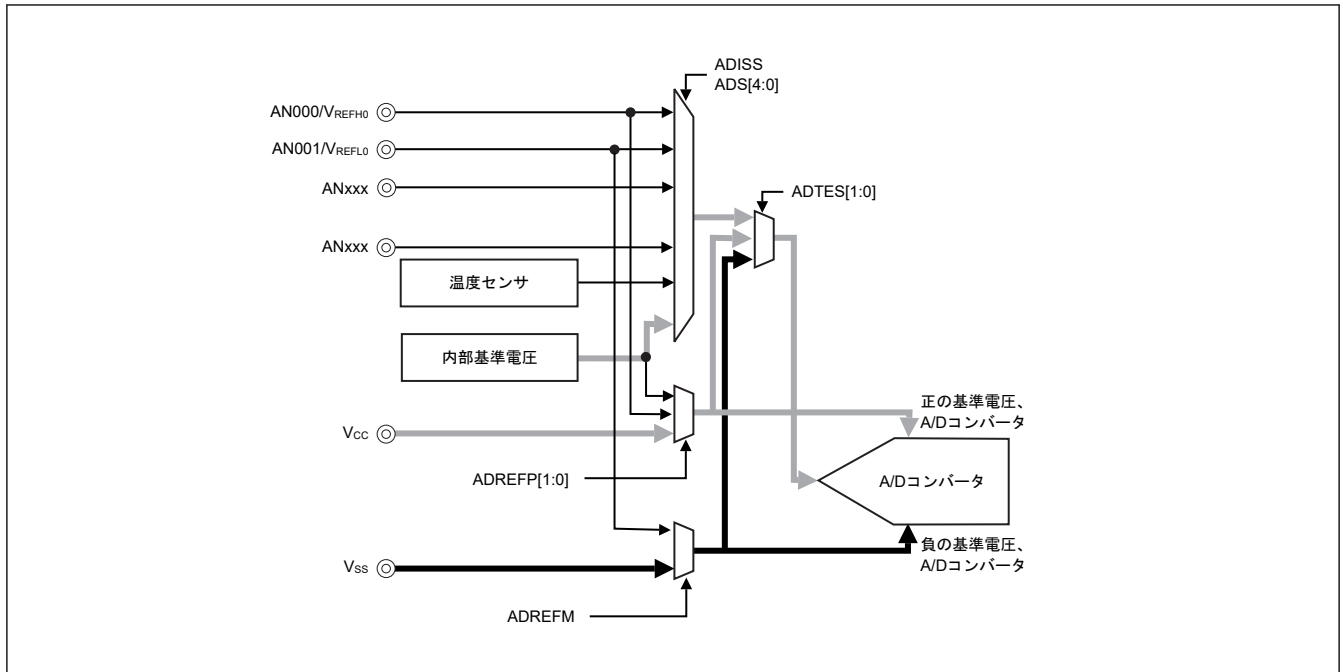 ADISS
ADS[4:0]
AN000/VREFH0
AN001/VREFL0
ANxxx
ADTES[1:0]
ANxxx
温度センサ
内部基準電圧
正の基準電圧、
A/Dコンバータ
VCC
ADREFP[1:0]
A/Dコンバータ
負の基準電圧、
A/Dコンバータ
VSS
ADREFM